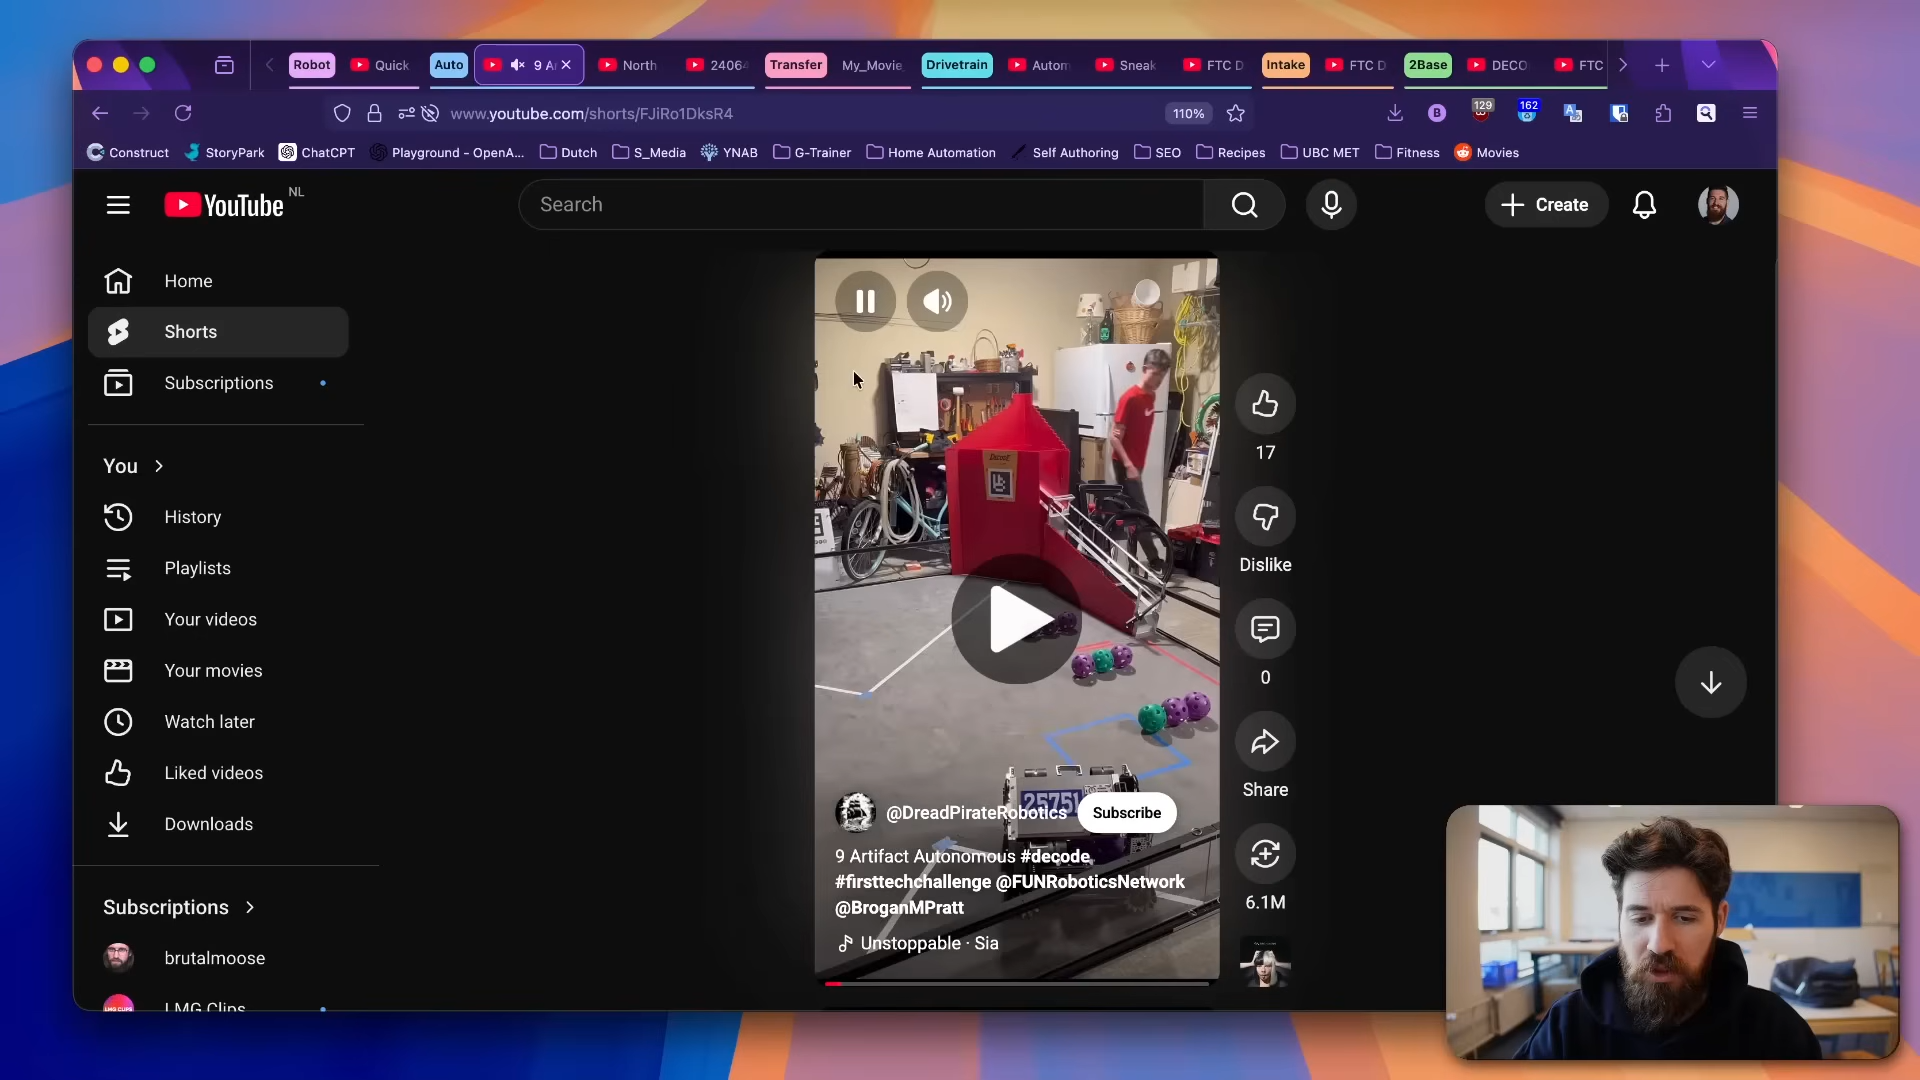 Robot
Quick
Auto
9 A
North
24064
Transfer
My_Movie
Drivetrain
Autom
Sneak
FTC D
Intake
FTC D
2Base
DECO
FTC
www.youtube.com/shorts/FJiRo1DksR4
110%
B
129
162
Construct
StoryPark
ChatCPT
Playground - OpenA...
Dutch
S_Media
YNAB
G-Trainer
Home Automation
Self Authoring
SEO
Recipes
UBC MET
Fitness
Movies
YouTube NL
Search
Create
Home
Shorts
Subscriptions
You
History
Playlists
Your videos
Your movies
Watch later
Liked videos
Downloads
Subscriptions
brutalmoose
LMG Clips
17
Dislike
0
Share
6.1M
25751
@DreadPirateRobotics
Subscribe
9 Artifact Autonomous #decode
#firsttechchallenge @FUNRoboticsNetwork
@BroganMPratt
Unstoppable · Sia